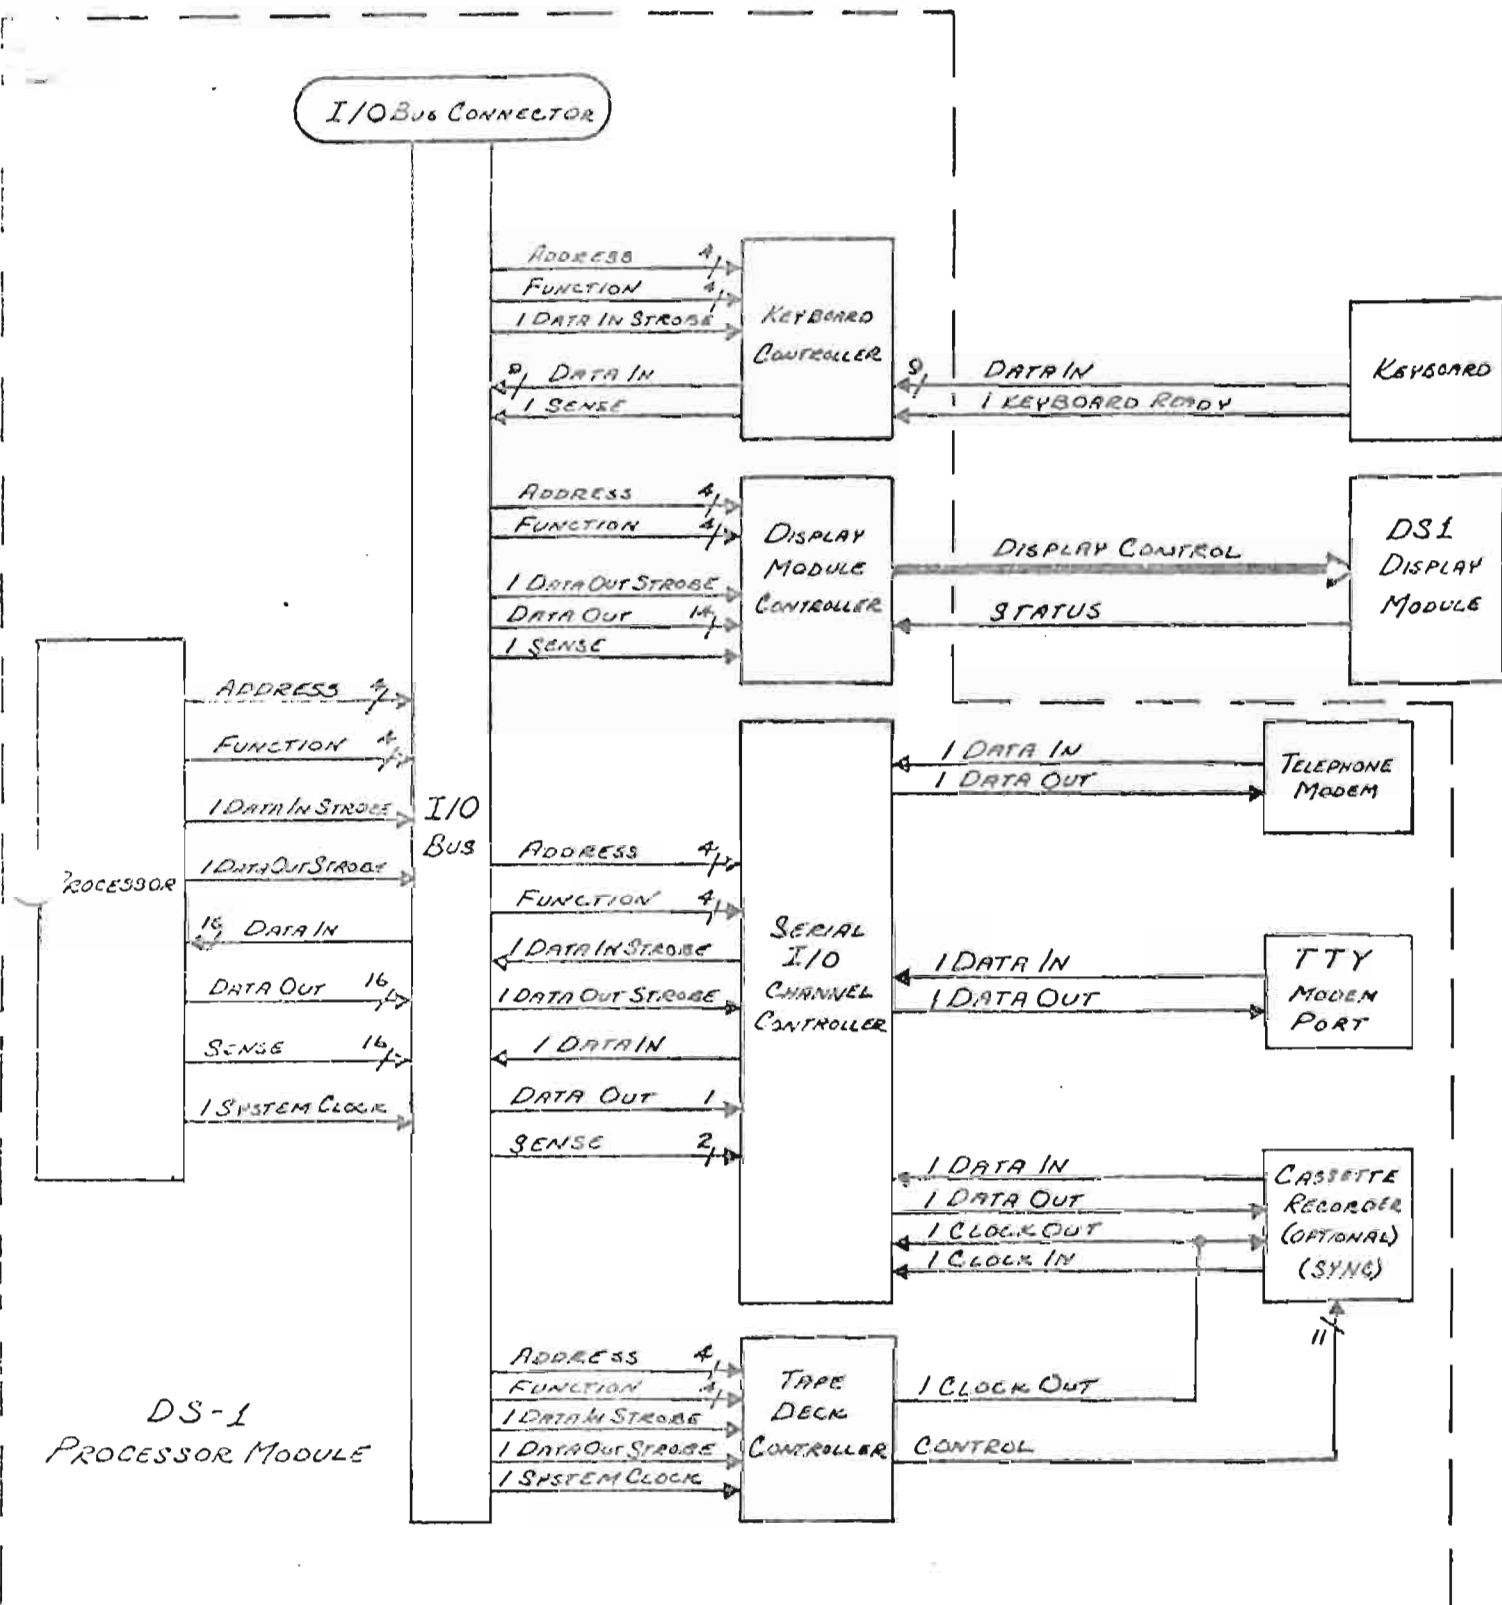 I/O BUS CONNECTOR
ADDRESS 4
FUNCTION 4
1 DATA IN STROBE
DATA IN
1 SENSE
KEYBOARD
CONTROLLER
9 DATA IN
1 KEYBOARD READY
KEYBOARD
ADDRESS 4
FUNCTION 4
1 DATA OUT STROBE
DATA OUT 14
1 SENSE
DISPLAY
MODULE
CONTROLLER
DISPLAY CONTROL
STATUS
DS1
DISPLAY
MODULE
PROCESSOR
ADDRESS 4
FUNCTION 4
1 DATA IN STROBE
1 DATA OUT STROBE
16 DATA IN
DATA OUT 16
SENSE 16
1 SYSTEM CLOCK
I/O
BUS
ADDRESS 4
FUNCTION 4
1 DATA IN STROBE
1 DATA OUT STROBE
1 DATA IN
DATA OUT 1
SENSE 2
SERIAL
I/O
CHANNEL
CONTROLLER
1 DATA IN
1 DATA OUT
TELEPHONE
MODEM
1 DATA IN
1 DATA OUT
TTY
MODEM
PORT
1 DATA IN
1 DATA OUT
1 CLOCK OUT
1 CLOCK IN
CASSETTE
RECORDER
(OPTIONAL)
(SYNC)
11
ADDRESS 4
FUNCTION 4
1 DATA IN STROBE
1 DATA OUT STROBE
1 SYSTEM CLOCK
TAPE
DECK
CONTROLLER
1 CLOCK OUT
CONTROL
DS-1
PROCESSOR MODULE